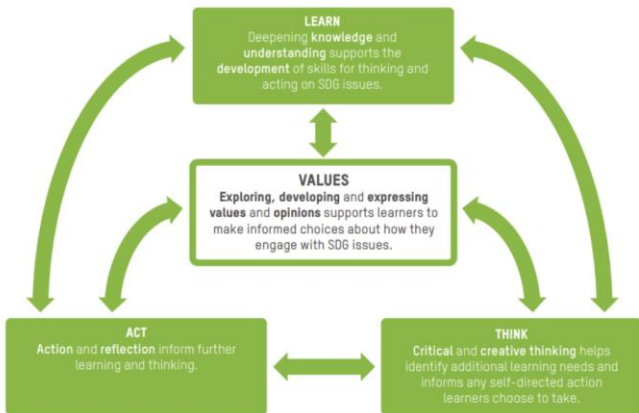 LEARN
Deepening knowledge and
understanding supports the
development of skills for thinking and
acting on SDG issues.
VALUES
Exploring, developing and expressing
values and opinions supports learners to
make informed choices about how they
engage with SDG issues.
ACT
Action and reflection inform further
learning and thinking.
THINK
Critical and creative thinking helps
identify additional learning needs and
informs any self-directed action
learners choose to take.